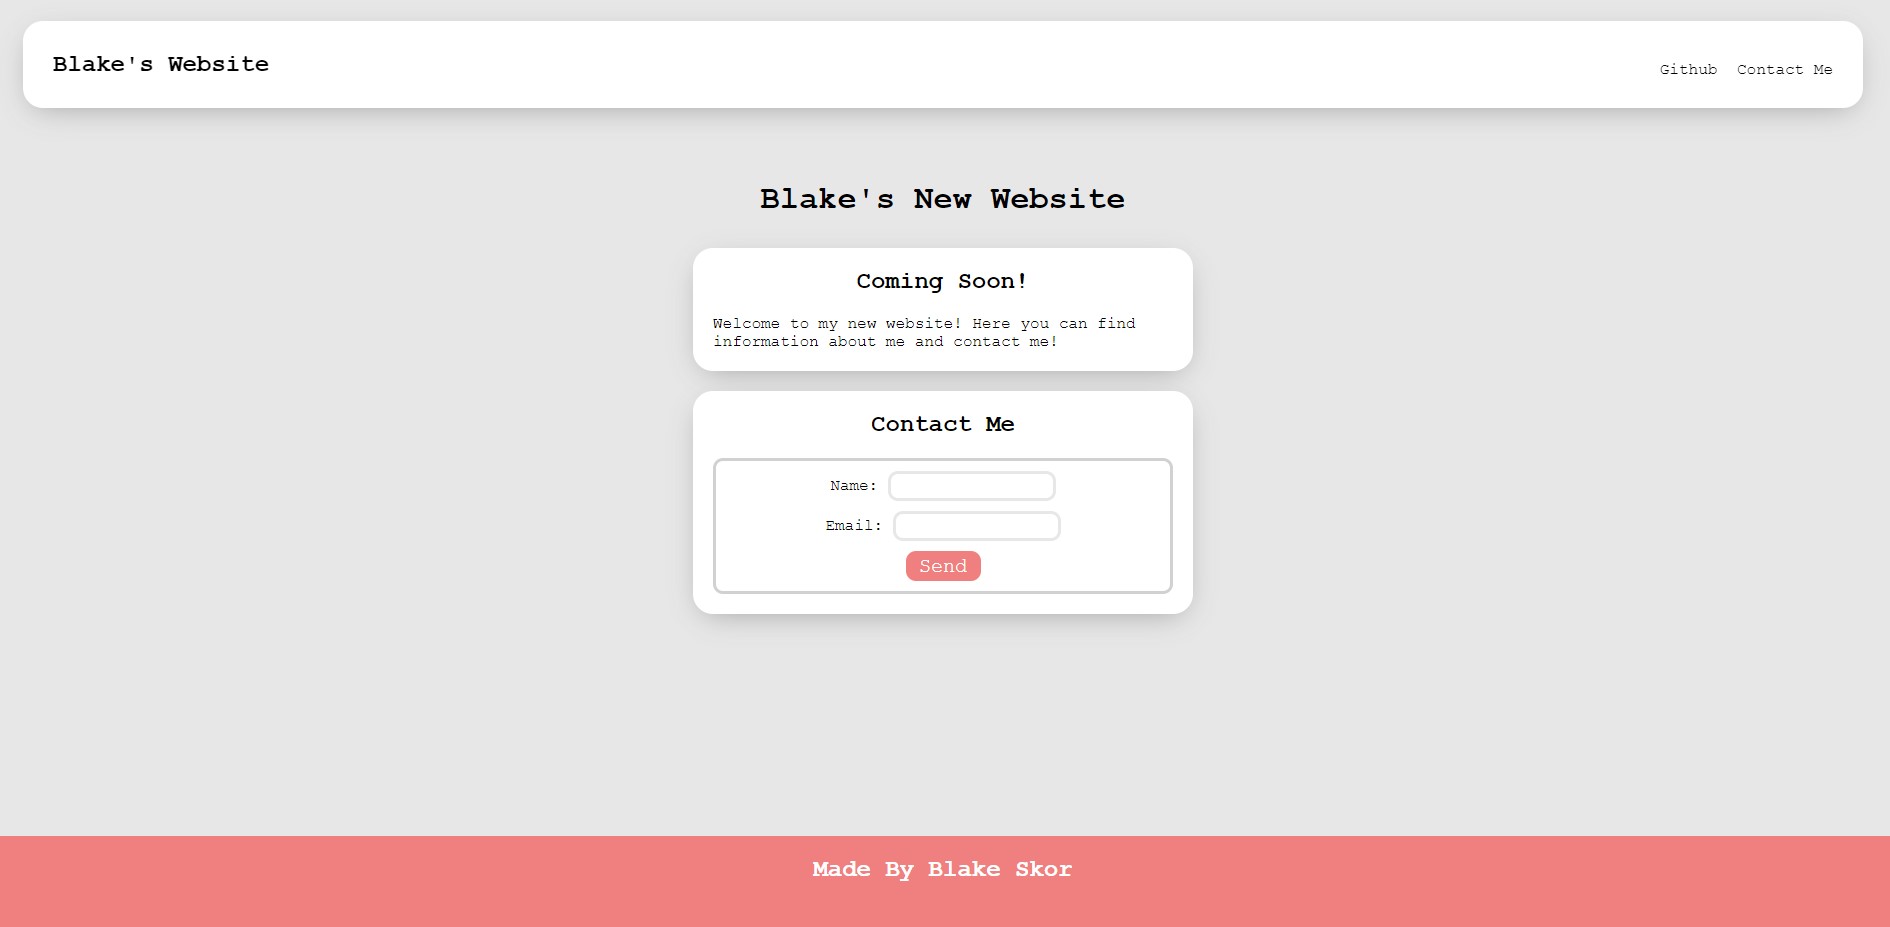 Blake's Website
Github Contact Me
Blake's New Website
Coming Soon!
Welcome to my new website! Here you can find
information about me and contact me!
Contact Me
Name:
Email:
Send
Made By Blake Skor